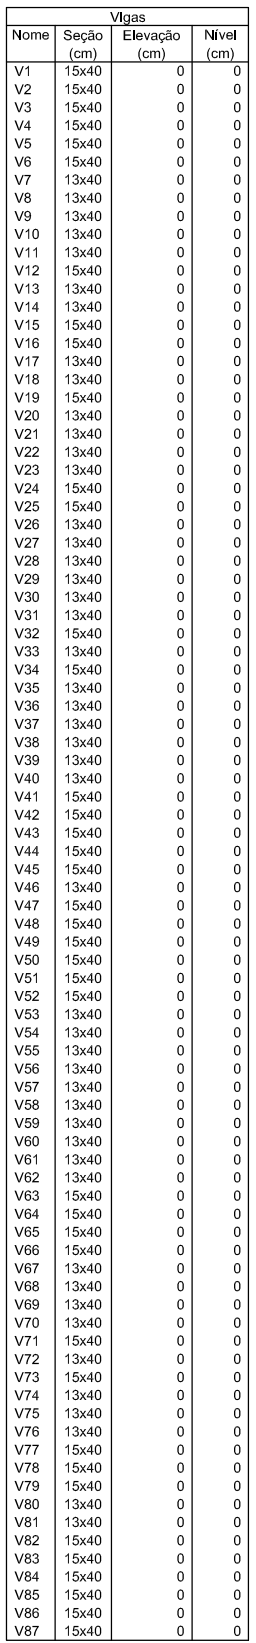 VIgas
Nome Seção Elevação Nível
(cm) (cm) (cm)
V1 15x40 0 0
V2 15x40 0 0
V3 15x40 0 0
V4 15x40 0 0
V5 15x40 0 0
V6 15x40 0 0
V7 13x40 0 0
V8 13x40 0 0
V9 13x40 0 0
V10 13x40 0 0
V11 13x40 0 0
V12 15x40 0 0
V13 13x40 0 0
V14 13x40 0 0
V15 15x40 0 0
V16 15x40 0 0
V17 13x40 0 0
V18 13x40 0 0
V19 15x40 0 0
V20 13x40 0 0
V21 13x40 0 0
V22 13x40 0 0
V23 13x40 0 0
V24 15x40 0 0
V25 15x40 0 0
V26 13x40 0 0
V27 13x40 0 0
V28 13x40 0 0
V29 13x40 0 0
V30 13x40 0 0
V31 13x40 0 0
V32 15x40 0 0
V33 13x40 0 0
V34 15x40 0 0
V35 13x40 0 0
V36 13x40 0 0
V37 13x40 0 0
V38 13x40 0 0
V39 13x40 0 0
V40 13x40 0 0
V41 15x40 0 0
V42 15x40 0 0
V43 15x40 0 0
V44 15x40 0 0
V45 15x40 0 0
V46 13x40 0 0
V47 15x40 0 0
V48 15x40 0 0
V49 15x40 0 0
V50 15x40 0 0
V51 15x40 0 0
V52 15x40 0 0
V53 13x40 0 0
V54 13x40 0 0
V55 13x40 0 0
V56 13x40 0 0
V57 13x40 0 0
V58 13x40 0 0
V59 13x40 0 0
V60 13x40 0 0
V61 13x40 0 0
V62 13x40 0 0
V63 15x40 0 0
V64 15x40 0 0
V65 15x40 0 0
V66 15x40 0 0
V67 13x40 0 0
V68 13x40 0 0
V69 13x40 0 0
V70 13x40 0 0
V71 15x40 0 0
V72 13x40 0 0
V73 15x40 0 0
V74 13x40 0 0
V75 13x40 0 0
V76 13x40 0 0
V77 15x40 0 0
V78 15x40 0 0
V79 15x40 0 0
V80 13x40 0 0
V81 13x40 0 0
V82 15x40 0 0
V83 15x40 0 0
V84 15x40 0 0
V85 15x40 0 0
V86 15x40 0 0
V87 15x40 0 0